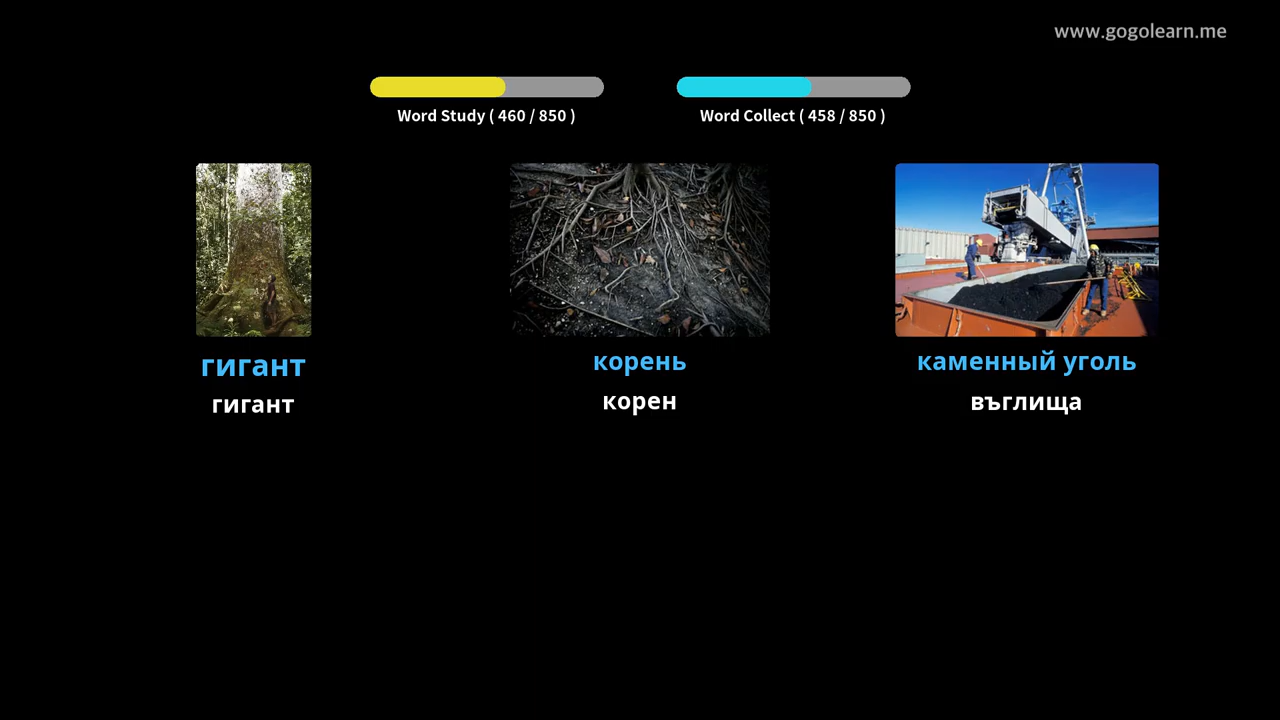 www.gogolearn.me
Word Study ( 460 / 850 )
Word Collect ( 458 / 850 )
гигант
гигант
корень
корен
каменный уголь
въглища